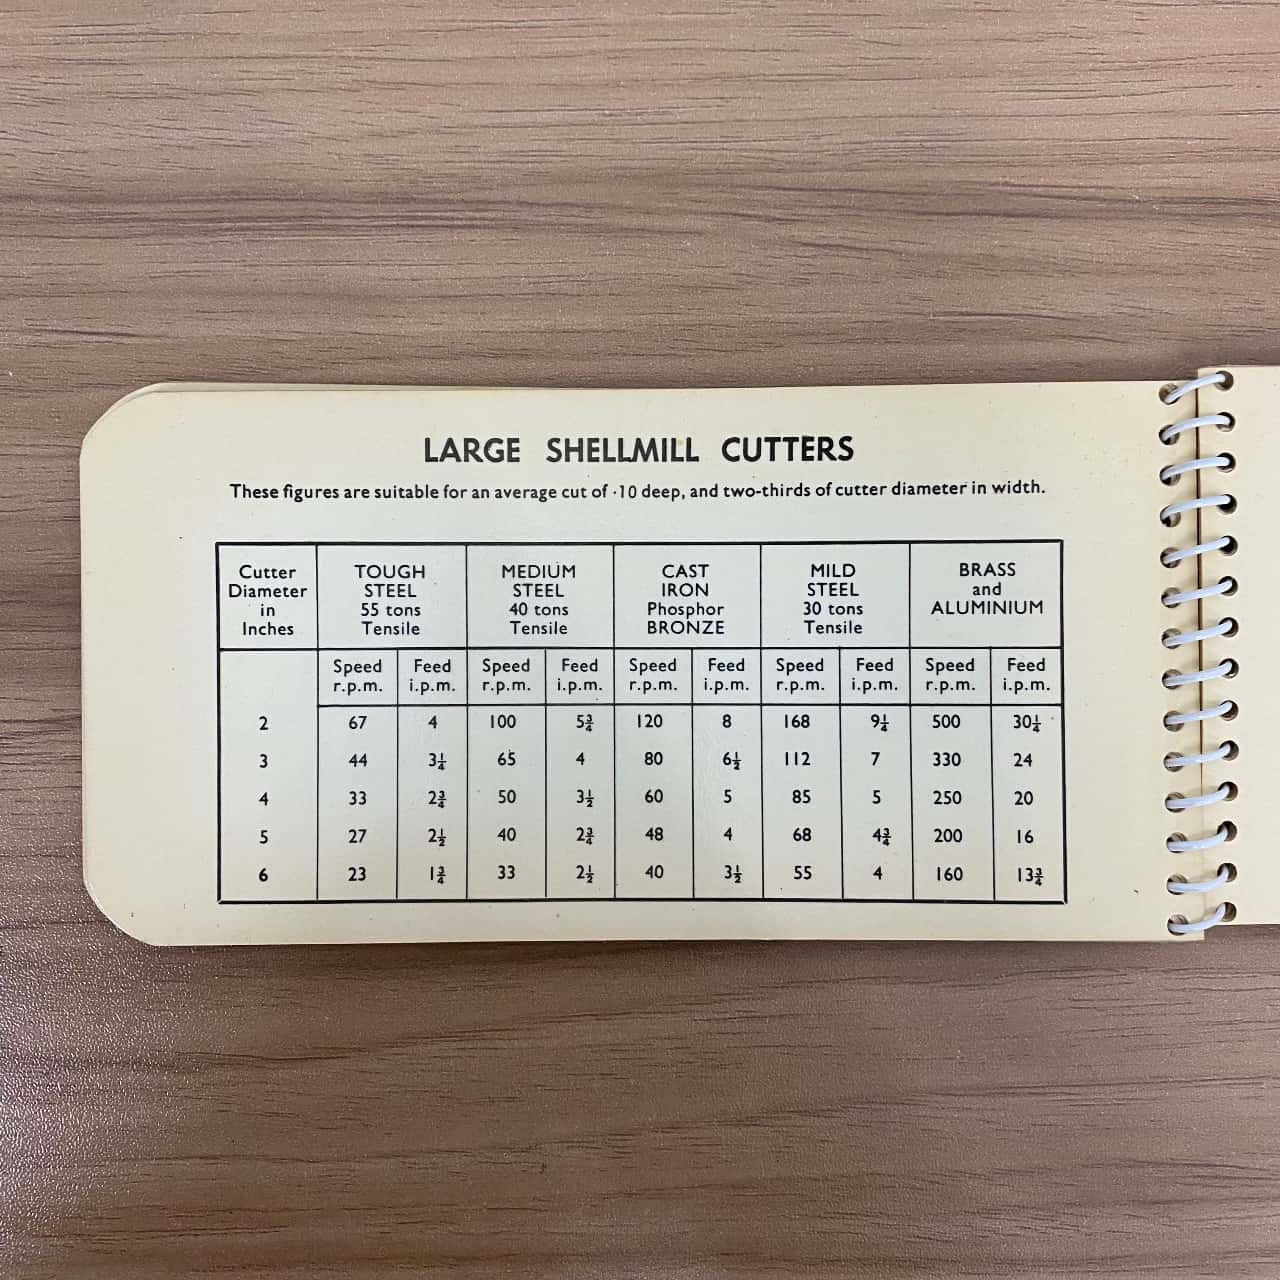 LARGE SHELLMILL CUTTERS
These figures are suitable for an average cut of ·10 deep, and two-thirds of cutter diameter in width.
Cutter Diameter in Inches
TOUGH STEEL 55 tons Tensile
MEDIUM STEEL 40 tons Tensile
CAST IRON Phosphor BRONZE
MILD STEEL 30 tons Tensile
BRASS and ALUMINIUM
Speed r.p.m. Feed i.p.m. Speed r.p.m. Feed i.p.m. Speed r.p.m. Feed i.p.m. Speed r.p.m. Feed i.p.m. Speed r.p.m. Feed i.p.m.
2 67 4 100 5¾ 120 8 168 9¼ 500 30¼
3 44 3¼ 65 4 80 6½ 112 7 330 24
4 33 2¾ 50 3½ 60 5 85 5 250 20
5 27 2½ 40 2¾ 48 4 68 4¾ 200 16
6 23 1¾ 33 2½ 40 3½ 55 4 160 13¾